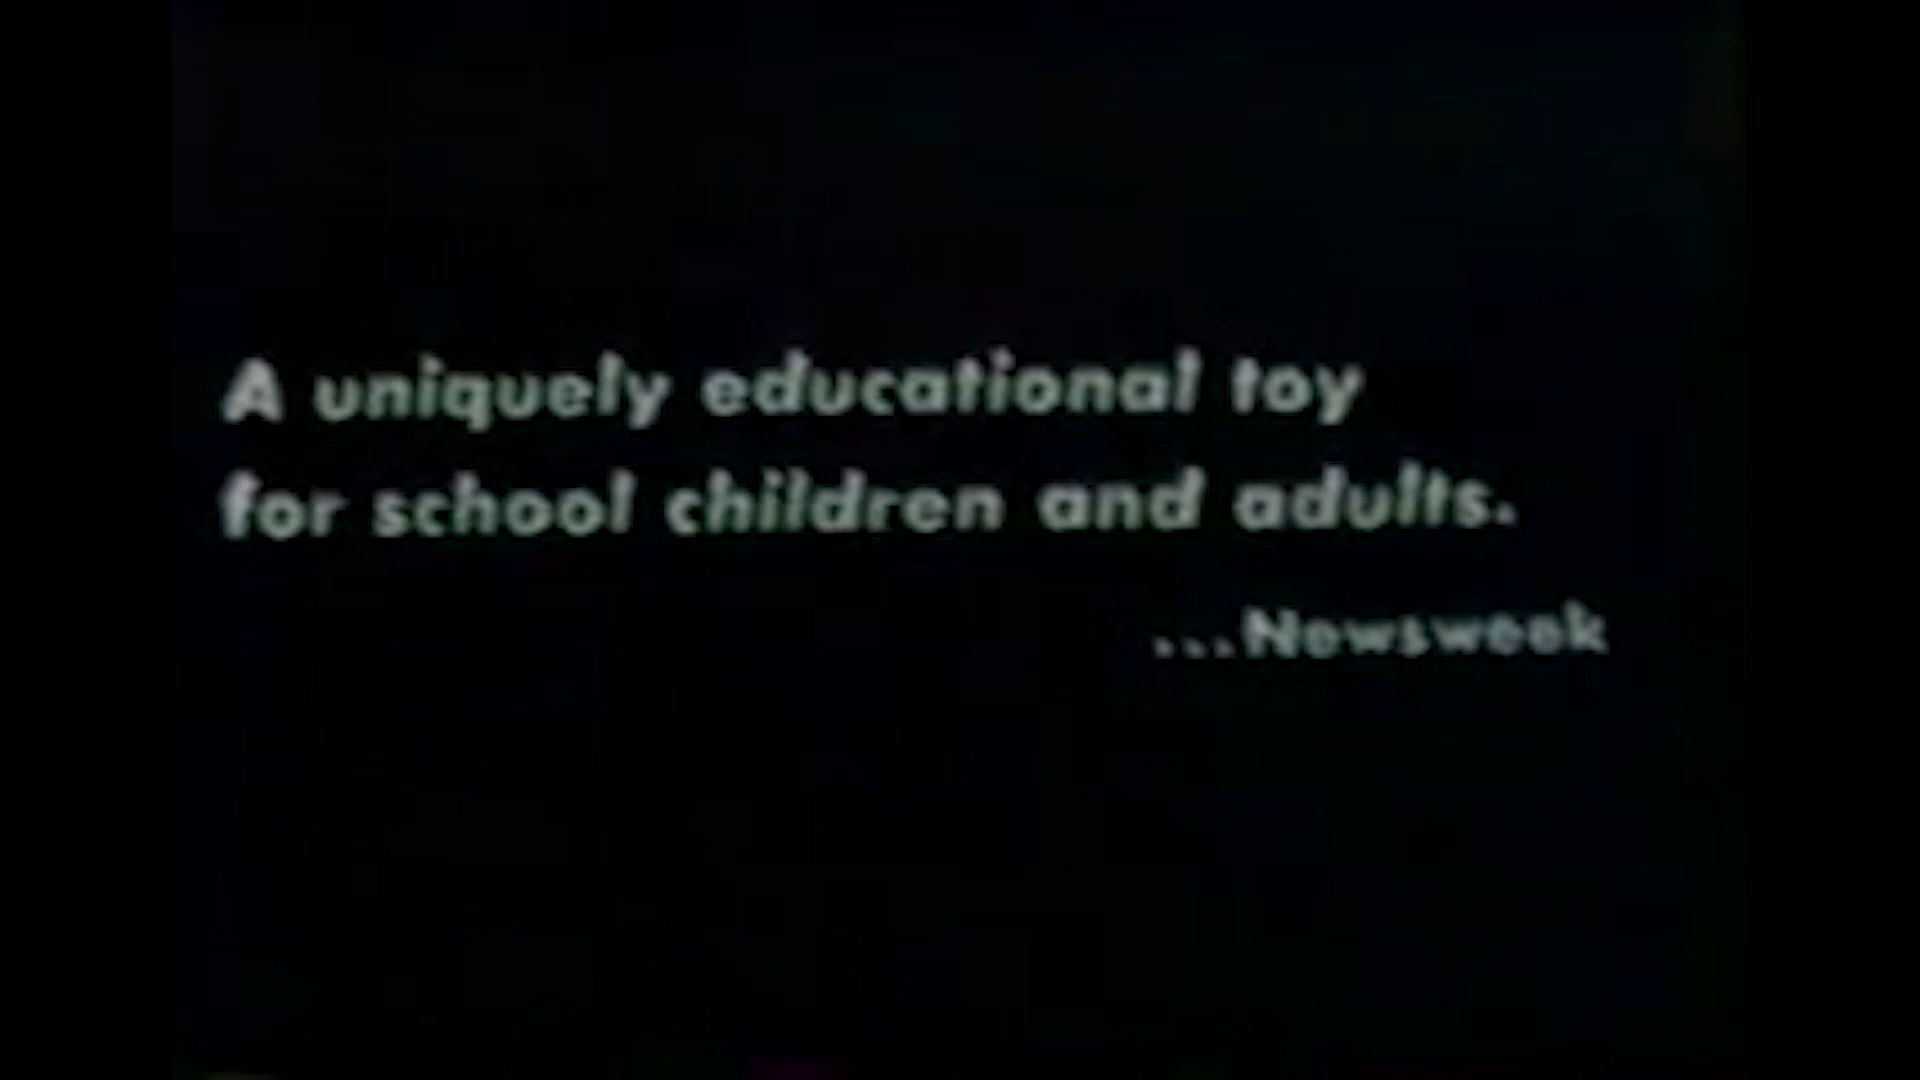 A uniquely educational toy
for school children and adults.
...Newsweek